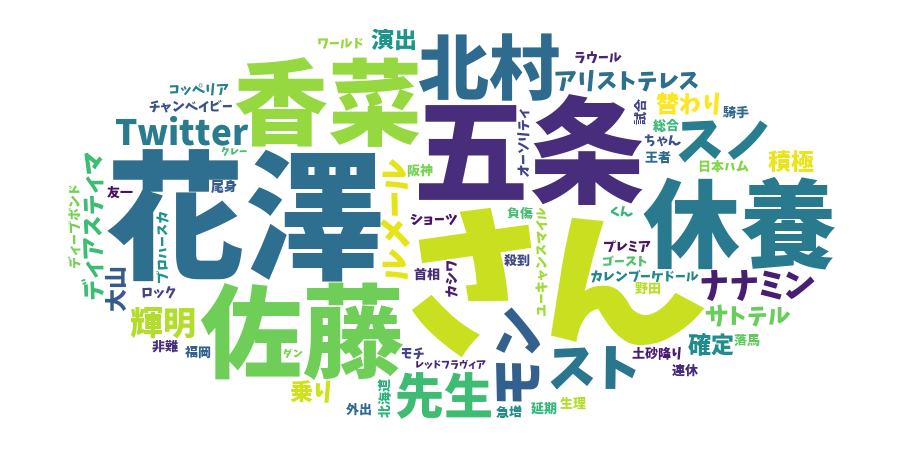 ワールド
演出
北村
ラウール
香菜
アリストテレス
コッペリア
チャンベイビー
替わり
騎手
Twitter
五条
オーソリティ
試合
総合
スノ
ちゃん
王者
日本ハム
積極
グレー
花澤
阪神
尾身
友一
ディアスティマ
ディープボンド
ルメール
休養
さん
ショーツ
負傷
くん
プロハースカ
ユーキャンスマイル
プレミア
ゴースト
殺到
首相
カシワ
カレンブーケドール
野田
ナナミン
犬山
ロック
佐藤
輝明
サトテル
モン
確定
落馬
非難
福岡
ダン
モチ
レッドフラヴィア
スト
土砂降り
連休
乗り
先生
北海道
外出
急増
延期
生理